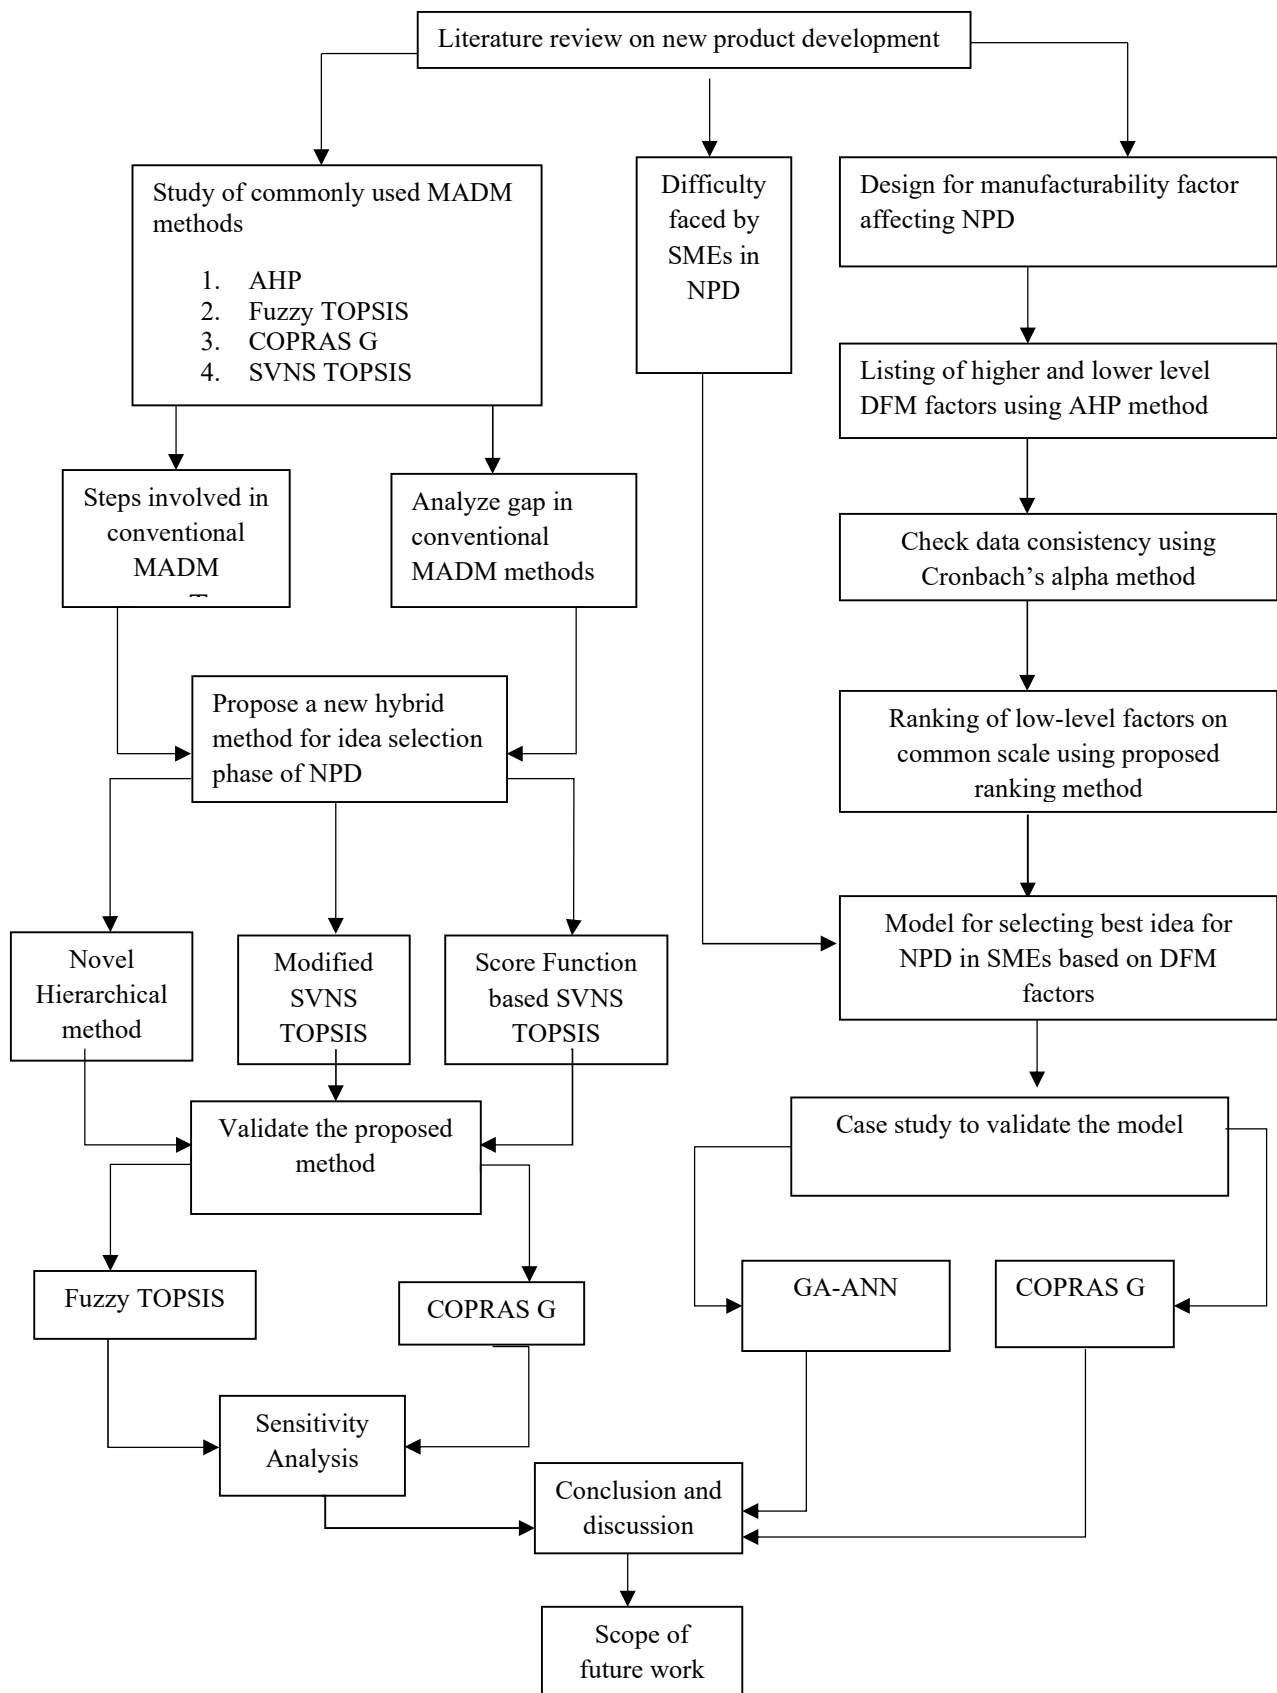 Literature review on new product development
Study of commonly used MADM
methods
1. AHP
2. Fuzzy TOPSIS
3. COPRAS G
4. SVNS TOPSIS
Difficulty
faced by
SMEs in
NPD
Design for manufacturability factor
affecting NPD
Listing of higher and lower level
DFM factors using AHP method
Steps involved in
conventional
MADM
Analyze gap in
conventional
MADM methods
Check data consistency using
Cronbach’s alpha method
Propose a new hybrid
method for idea selection
phase of NPD
Ranking of low-level factors on
common scale using proposed
ranking method
Novel
Hierarchical
method
Modified
SVNS
TOPSIS
Score Function
based SVNS
TOPSIS
Model for selecting best idea for
NPD in SMEs based on DFM
factors
Validate the proposed
method
Case study to validate the model
Fuzzy TOPSIS
COPRAS G
GA-ANN
COPRAS G
Sensitivity
Analysis
Conclusion and
discussion
Scope of
future work